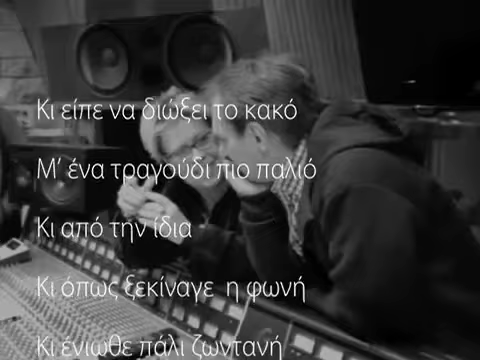 Κι είπε να διώξει το κακό
Μ' ένα τραγούδι πιο παλιό
Κι από την ίδια
Κι όπως ξεκίναγε η φωνή
Κι ένιωθε πάλι ζωντανή